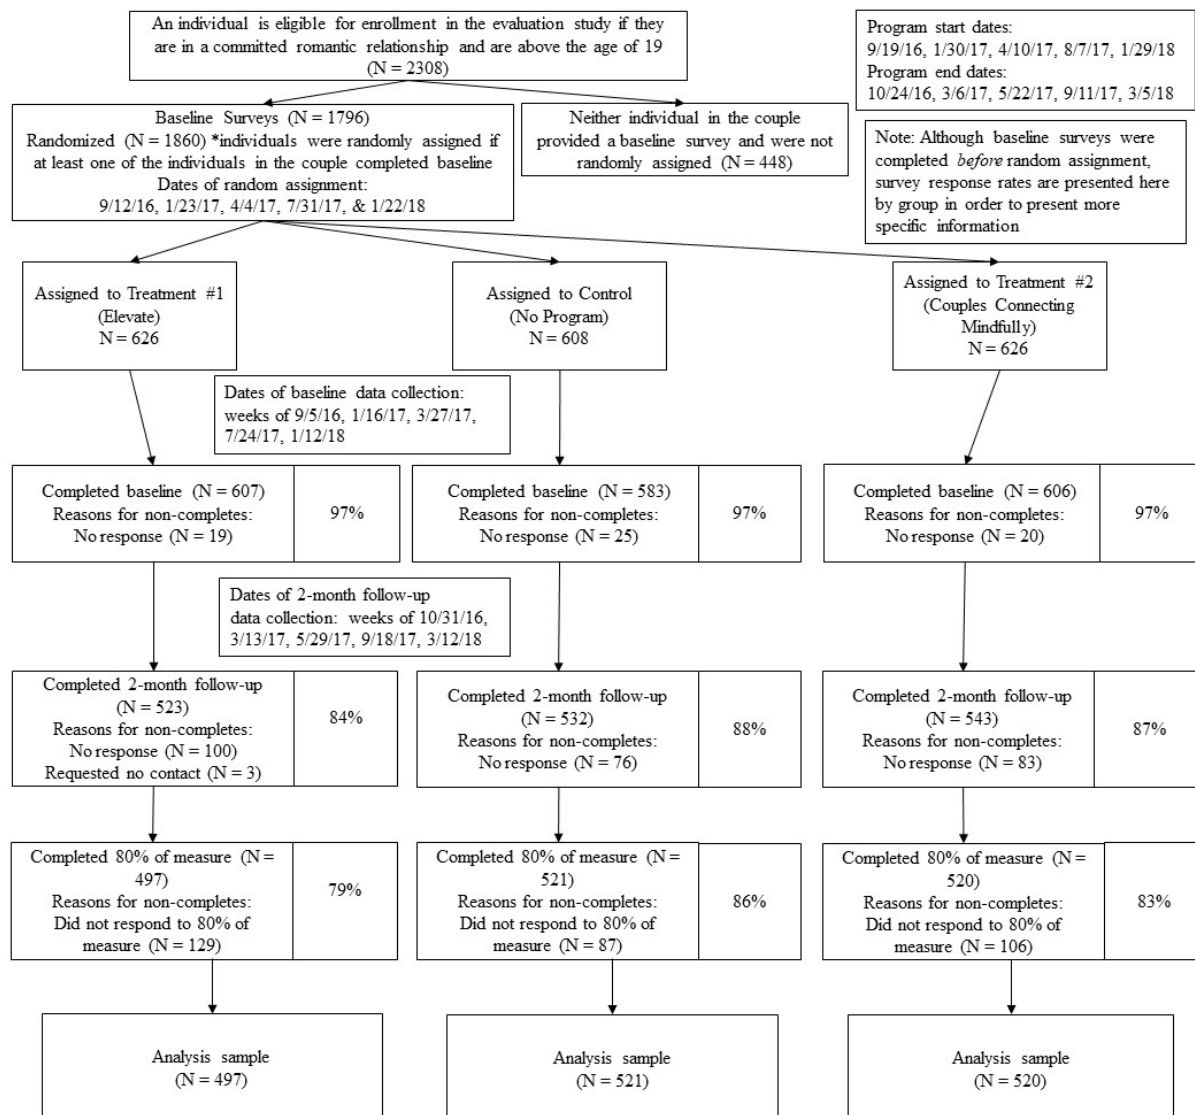 An individual is eligible for enrollment in the evaluation study if they
are in a committed romantic relationship and are above the age of 19
(N = 2308)
Program start dates:
9/19/16, 1/30/17, 4/10/17, 8/7/17, 1/29/18
Program end dates:
10/24/16, 3/6/17, 5/22/17, 9/11/17, 3/5/18
Baseline Surveys (N = 1796)
Randomized (N = 1860) *individuals were randomly assigned if
at least one of the individuals in the couple completed baseline
Dates of random assignment:
9/12/16, 1/23/17, 4/4/17, 7/31/17, & 1/22/18
Neither individual in the couple
provided a baseline survey and were not
randomly assigned (N = 448)
Note: Although baseline surveys were
completed before random assignment,
survey response rates are presented here
by group in order to present more
specific information
Assigned to Treatment #1
(Elevate)
N = 626
Assigned to Control
(No Program)
N = 608
Assigned to Treatment #2
(Couples Connecting
Mindfully)
N = 626
Dates of baseline data collection:
weeks of 9/5/16, 1/16/17, 3/27/17,
7/24/17, 1/12/18
Completed baseline (N = 607)
Reasons for non-completes:
No response (N = 19)
97%
Completed baseline (N = 583)
Reasons for non-completes:
No response (N = 25)
97%
Completed baseline (N = 606)
Reasons for non-completes:
No response (N = 20)
97%
Dates of 2-month follow-up
data collection: weeks of 10/31/16,
3/13/17, 5/29/17, 9/18/17, 3/12/18
Completed 2-month follow-up
(N = 523)
Reasons for non-completes:
No response (N = 100)
Requested no contact (N = 3)
84%
Completed 2-month follow-up
(N = 532)
Reasons for non-completes:
No response (N = 76)
88%
Completed 2-month follow-up
(N = 543)
Reasons for non-completes:
No response (N = 83)
87%
Completed 80% of measure (N =
497)
Reasons for non-completes:
Did not respond to 80% of
measure (N = 129)
79%
Completed 80% of measure (N =
521)
Reasons for non-completes:
Did not respond to 80% of
measure (N = 87)
86%
Completed 80% of measure (N =
520)
Reasons for non-completes:
Did not respond to 80% of
measure (N = 106)
83%
Analysis sample
(N = 497)
Analysis sample
(N = 521)
Analysis sample
(N = 520)